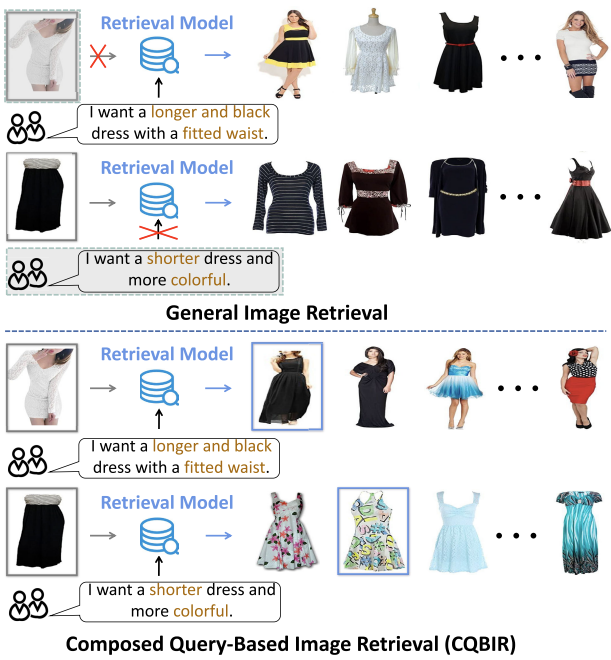 Retrieval Model
I want a longer and black
dress with a fitted waist.
Retrieval Model
I want a shorter dress and
more colorful.
General Image Retrieval
Retrieval Model
I want a longer and black
dress with a fitted waist.
Retrieval Model
I want a shorter dress and
more colorful.
Composed Query-Based Image Retrieval (CQBIR)